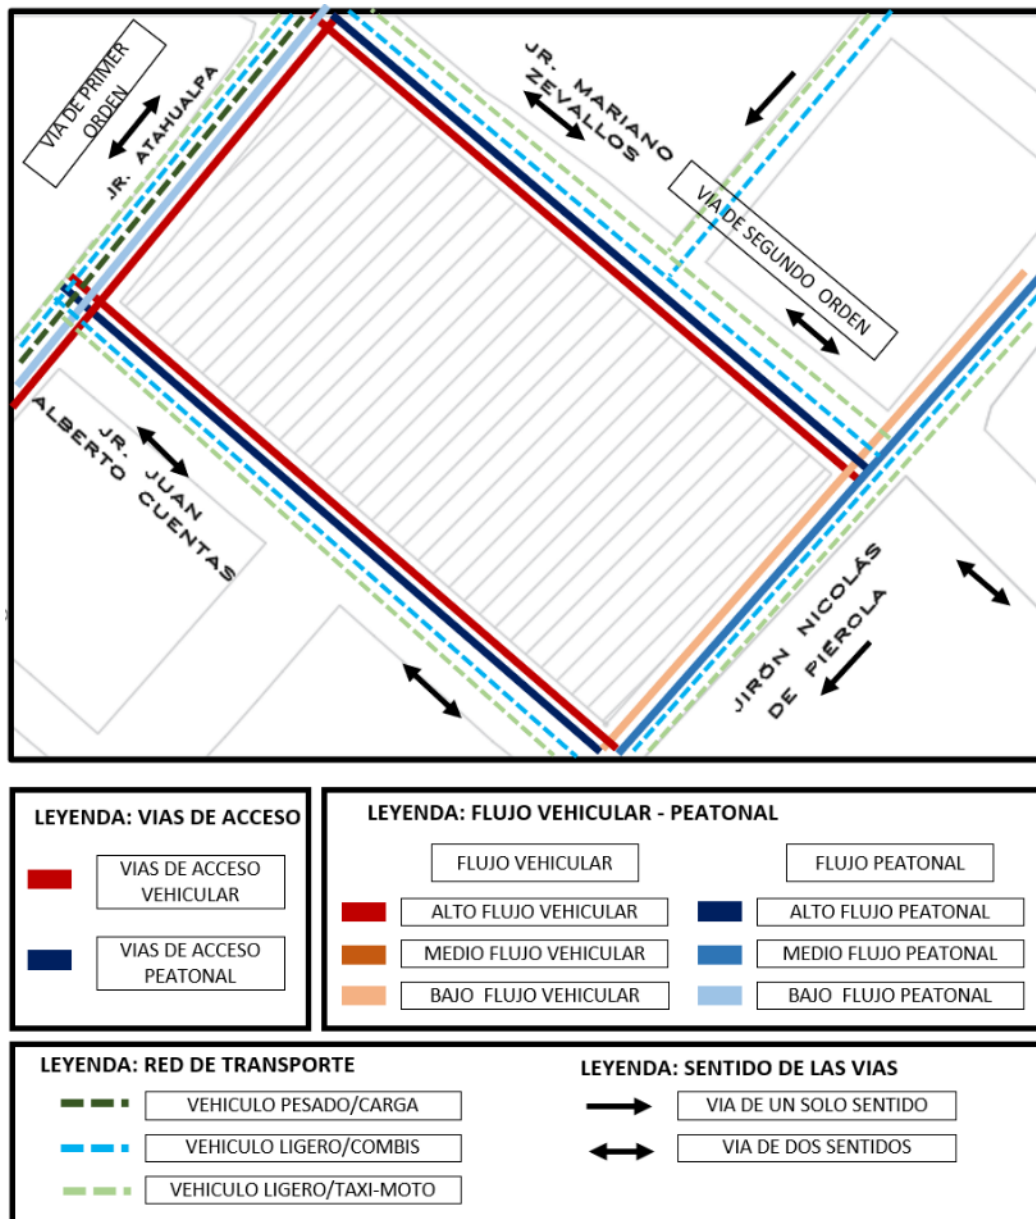 VIA DE PRIMER
ORDEN
JR. ATAHUALPA
JR. MARIANO
ZEVALLOS
VIA DE SEGUNDO ORDEN
JR. JUAN
ALBERTO CUENTAS
JIRÓN NICOLÁS
DE PIEROLA
LEYENDA: VIAS DE ACCESO
VIAS DE ACCESO
VEHICULAR
VIAS DE ACCESO
PEATONAL
LEYENDA: FLUJO VEHICULAR - PEATONAL
FLUJO VEHICULAR
FLUJO PEATONAL
ALTO FLUJO VEHICULAR
ALTO FLUJO PEATONAL
MEDIO FLUJO VEHICULAR
MEDIO FLUJO PEATONAL
BAJO FLUJO VEHICULAR
BAJO FLUJO PEATONAL
LEYENDA: RED DE TRANSPORTE
VEHICULO PESADO/CARGA
VEHICULO LIGERO/COMBIS
VEHICULO LIGERO/TAXI-MOTO
LEYENDA: SENTIDO DE LAS VIAS
VIA DE UN SOLO SENTIDO
VIA DE DOS SENTIDOS